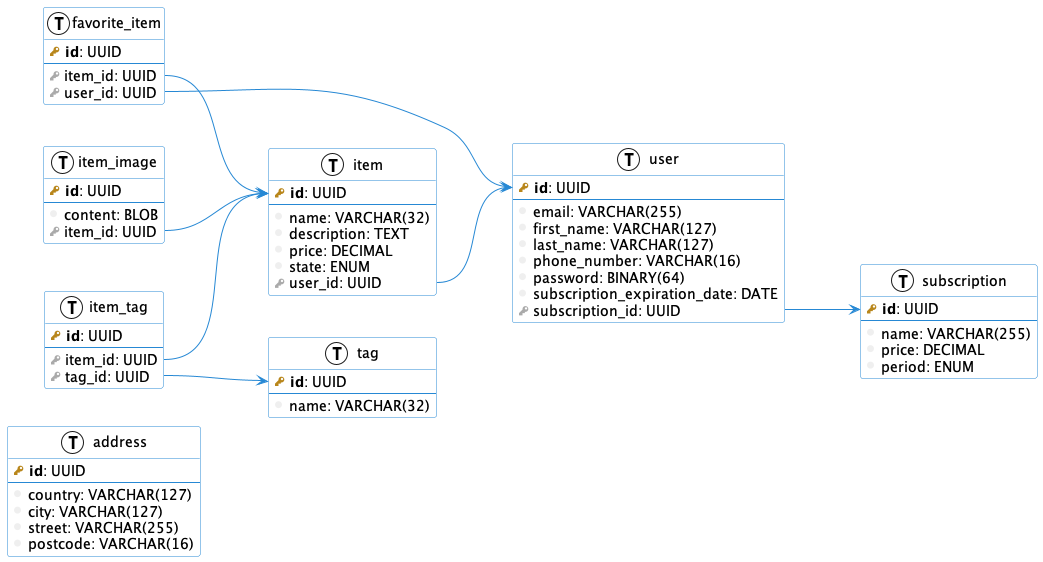 T favorite_item
id: UUID
item_id: UUID
user_id: UUID
T item_image
id: UUID
content: BLOB
item_id: UUID
T item_tag
id: UUID
item_id: UUID
tag_id: UUID
T address
id: UUID
country: VARCHAR(127)
city: VARCHAR(127)
street: VARCHAR(255)
postcode: VARCHAR(16)
T item
id: UUID
name: VARCHAR(32)
description: TEXT
price: DECIMAL
state: ENUM
user_id: UUID
T tag
id: UUID
name: VARCHAR(32)
T user
id: UUID
email: VARCHAR(255)
first_name: VARCHAR(127)
last_name: VARCHAR(127)
phone_number: VARCHAR(16)
password: BINARY(64)
subscription_expiration_date: DATE
subscription_id: UUID
T subscription
id: UUID
name: VARCHAR(255)
price: DECIMAL
period: ENUM